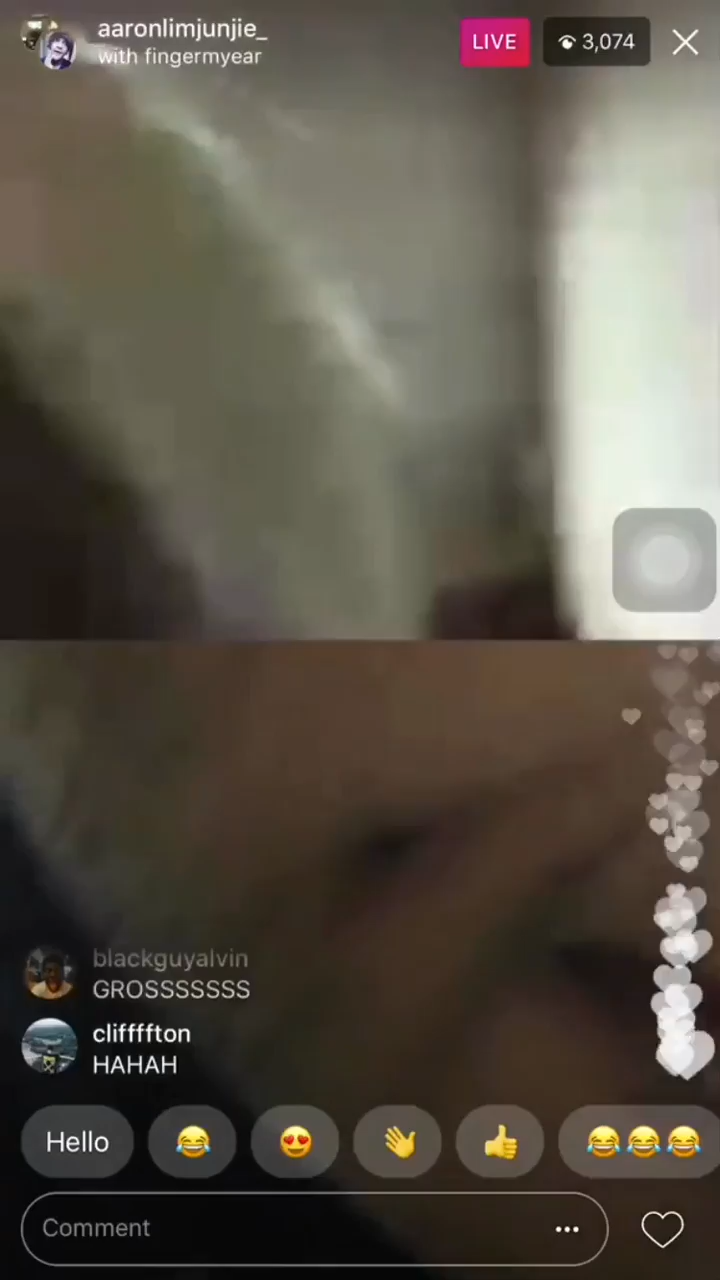 aaronlimjunjie_
with fingermyear
LIVE
3,074
blackguyalvin
GROSSSSSSS
cliffffton
HAHAH
Hello
Comment